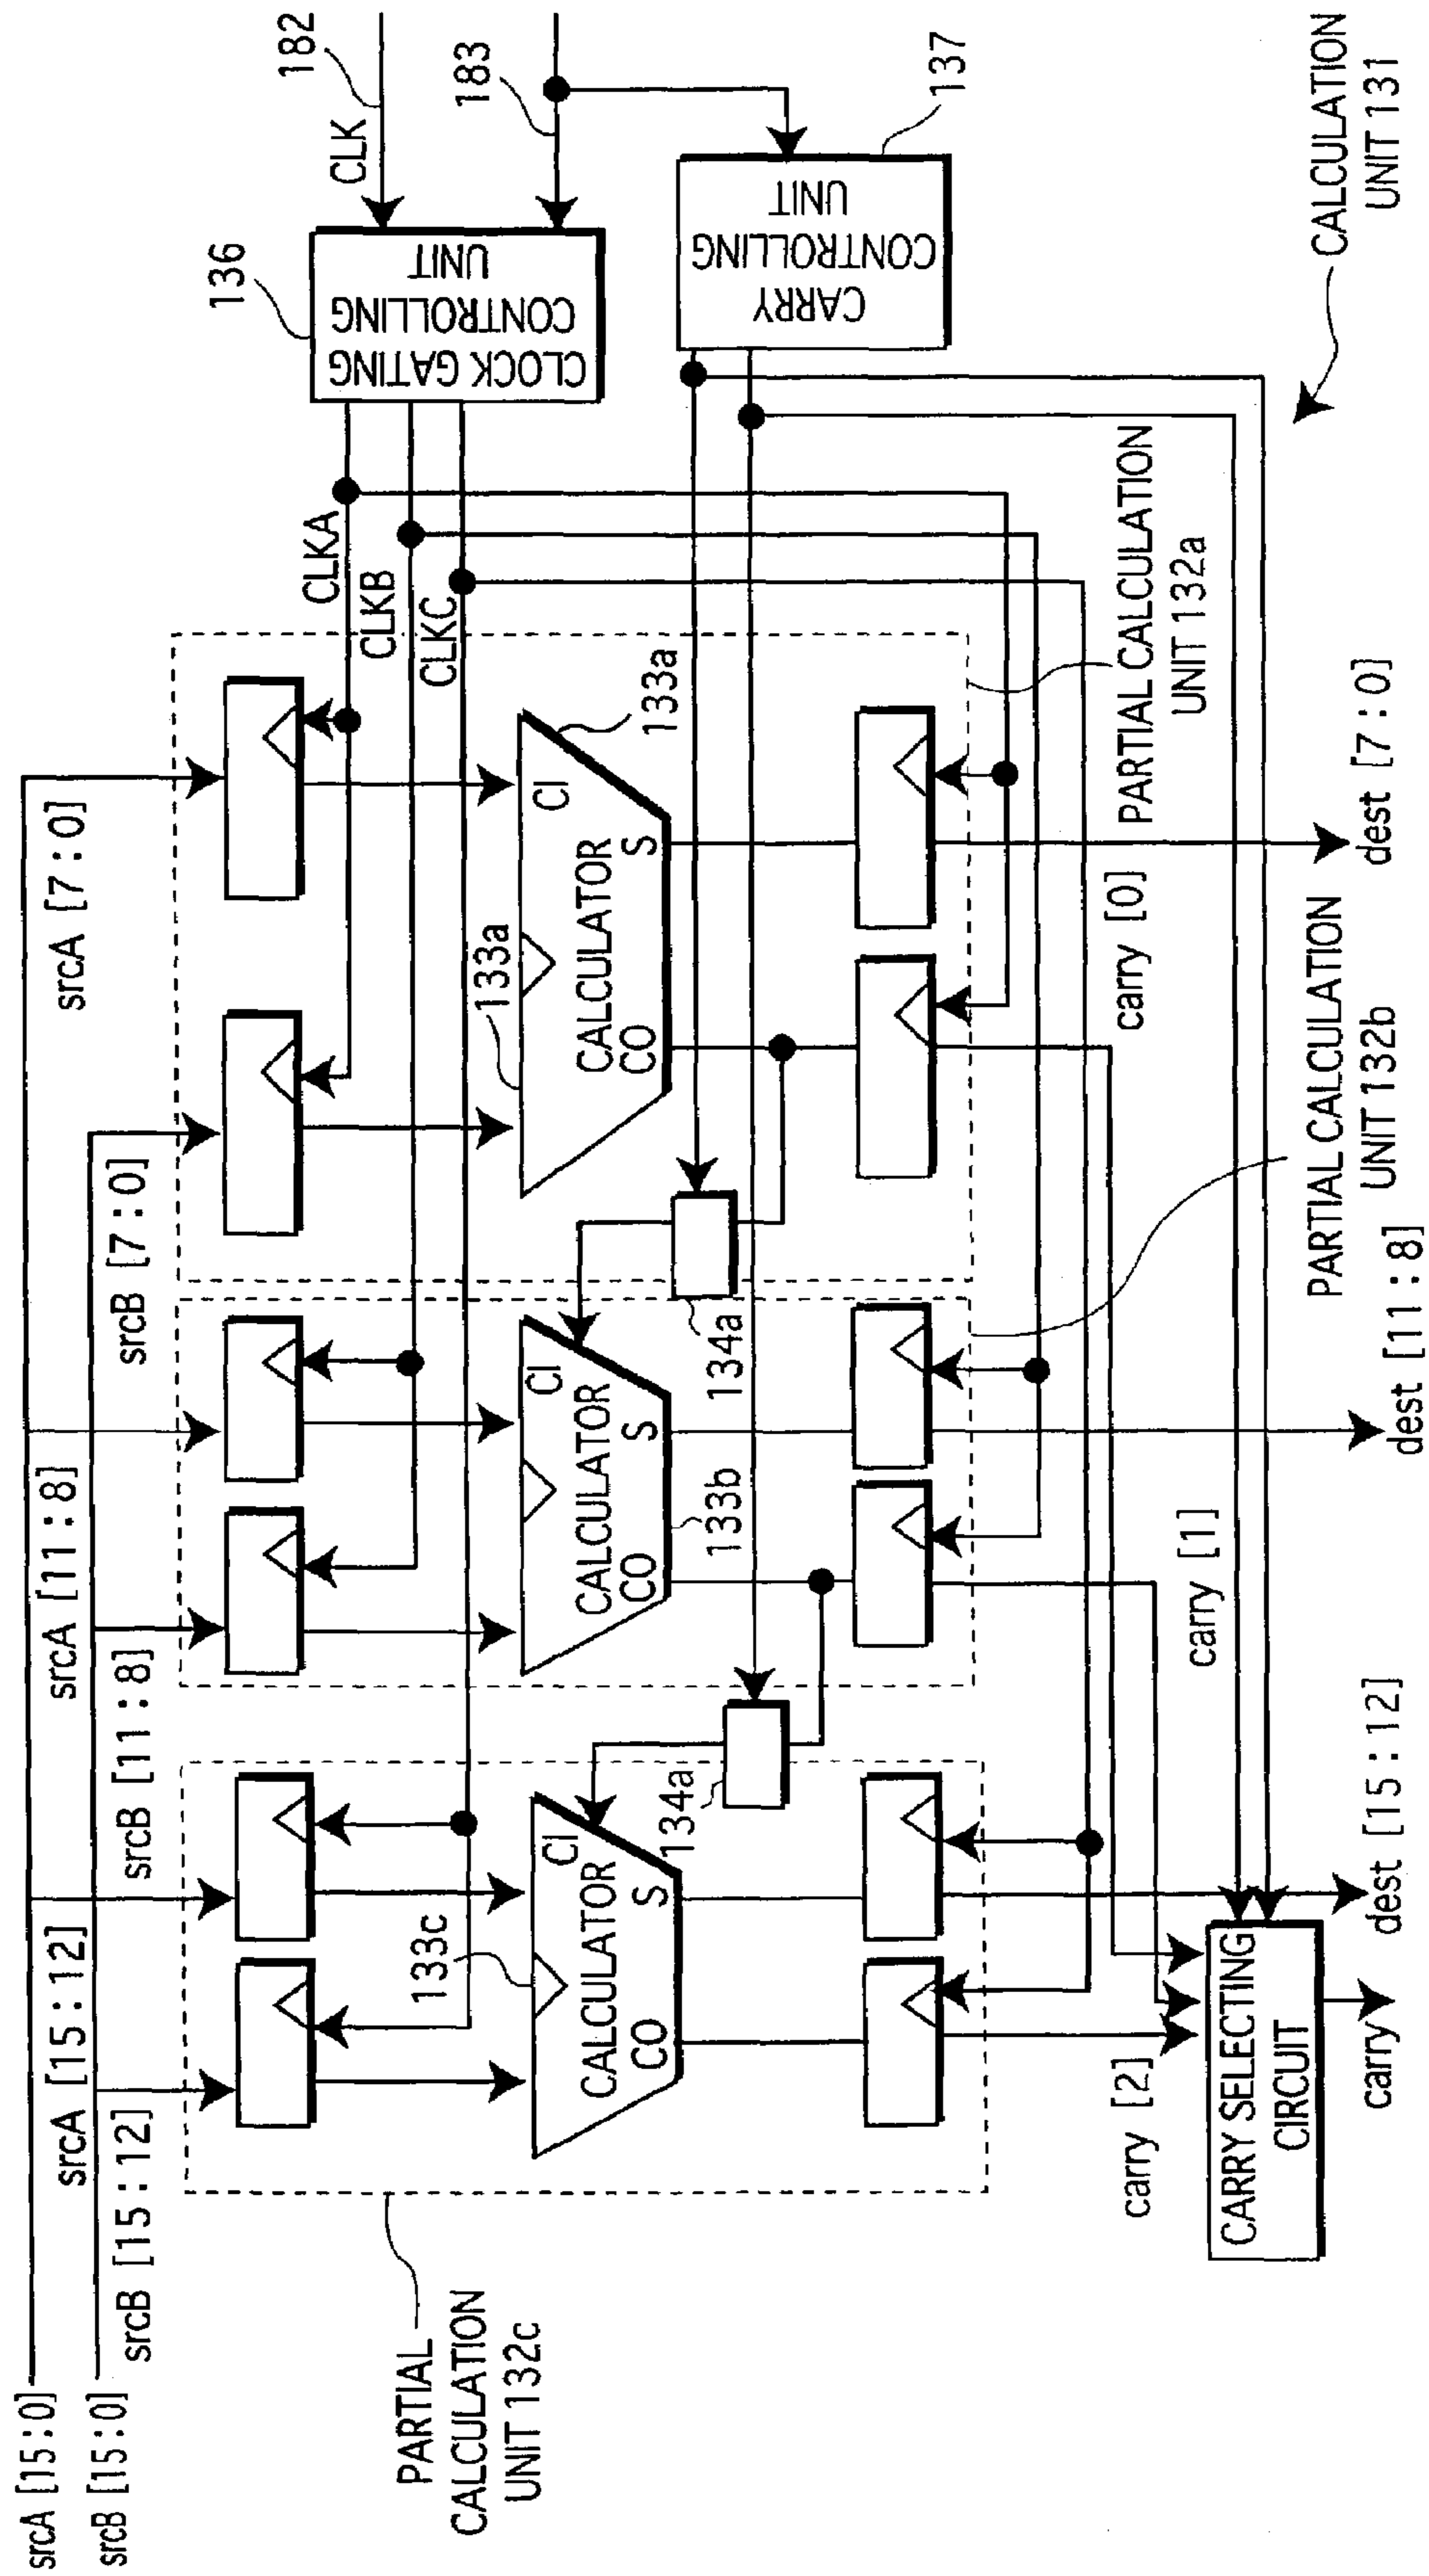 srcA [15:0]
srcB [15:0]
srcA [15:12]
srcB [15:12]
srcA [11:8]
srcB [11:8]
srcA [7:0]
srcB [7:0]
136
CLK
182
183
CLOCK GATING
CONTROLLING
UNIT
CARRY
CONTROLLING
UNIT
137
CLKA
CLKB
CLKC
PARTIAL
CALCULATION
UNIT 132c
133c
CI
CALCULATOR
CO
S
134a
CI
CALCULATOR
CO
S
133b
134a
133a
CI
CALCULATOR
CO
S
133a
PARTIAL CALCULATION
UNIT 132a
PARTIAL CALCULATION
UNIT 132b
CALCULATION
UNIT 131
carry [0]
carry [1]
carry [2]
CARRY SELECTING
CIRCUIT
carry
dest [15:12]
dest [11:8]
dest [7:0]